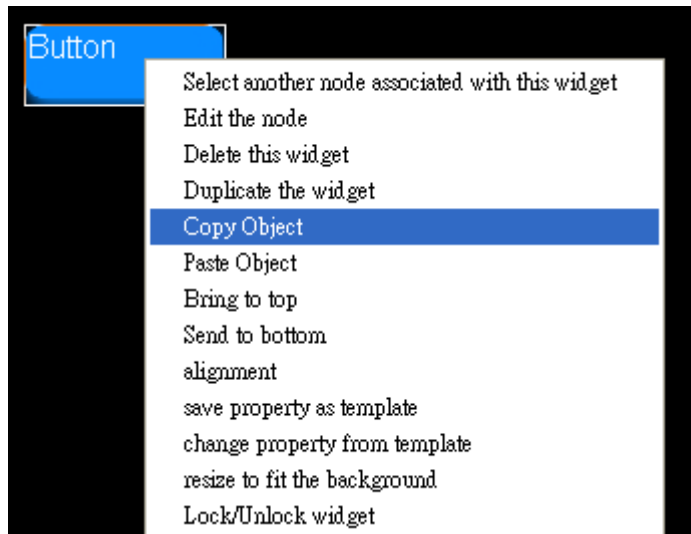 Button
Select another node associated with this widget
Edit the node
Delete this widget
Duplicate the widget
Copy Object
Paste Object
Bring to top
Send to bottom
alignment
save property as template
change property from template
resize to fit the background
Lock/Unlock widget